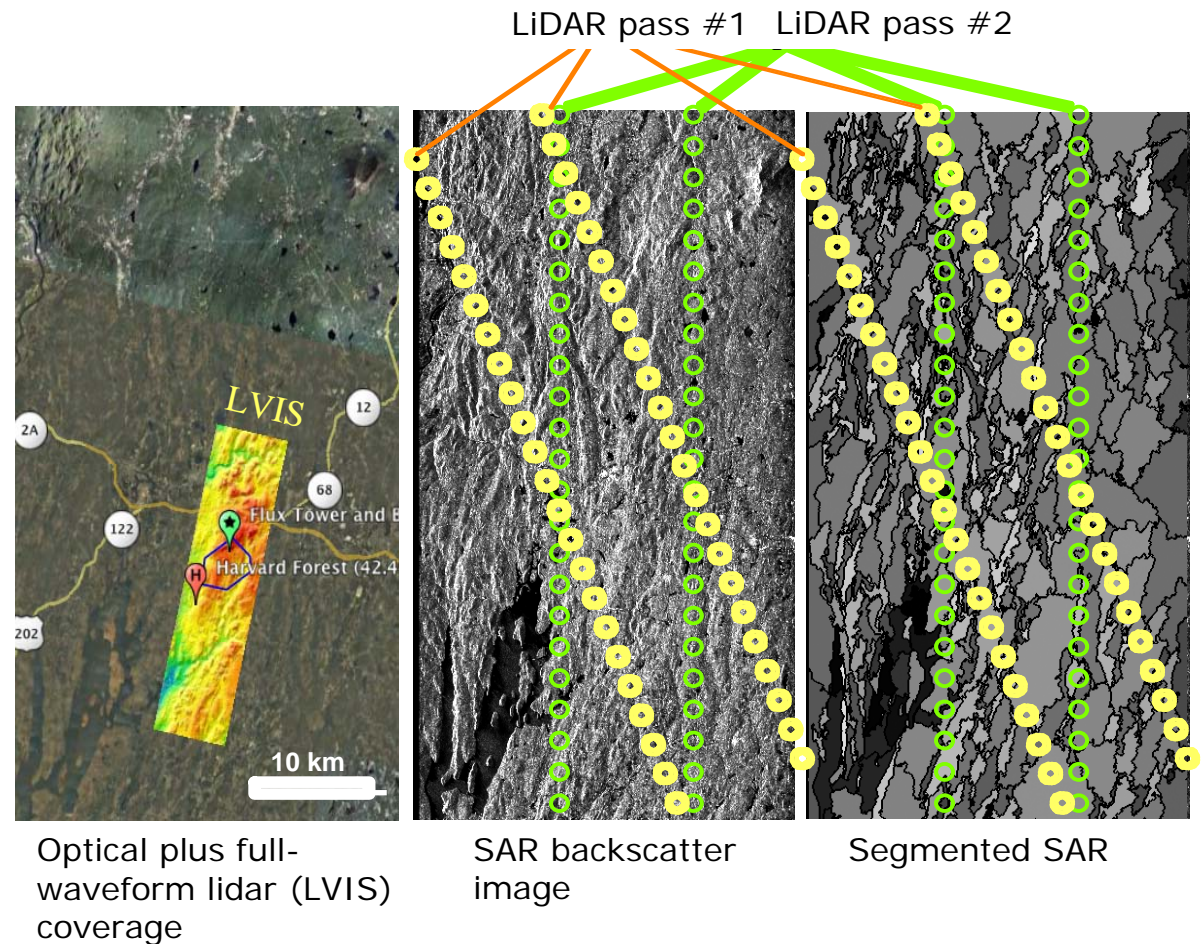 LiDAR pass #1 LiDAR pass #2
LVIS
2A
12
68
122
Flux Tower and B
Harvard Forest (42.4
H
202
10 km
Optical plus full-
waveform lidar (LVIS)
coverage
SAR backscatter
image
Segmented SAR